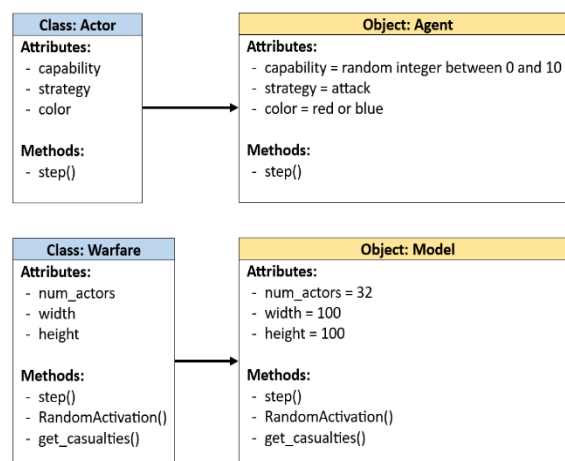 Class: Actor
Attributes:
- capability
- strategy
- color
Methods:
- step()
Object: Agent
Attributes:
- capability = random integer between 0 and 10
- strategy = attack
- color = red or blue
Methods:
- step()
Class: Warfare
Attributes:
- num_actors
- width
- height
Methods:
- step()
- RandomActivation()
- get_casualties()
Object: Model
Attributes:
- num_actors = 32
- width = 100
- height = 100
Methods:
- step()
- RandomActivation()
- get_casualties()